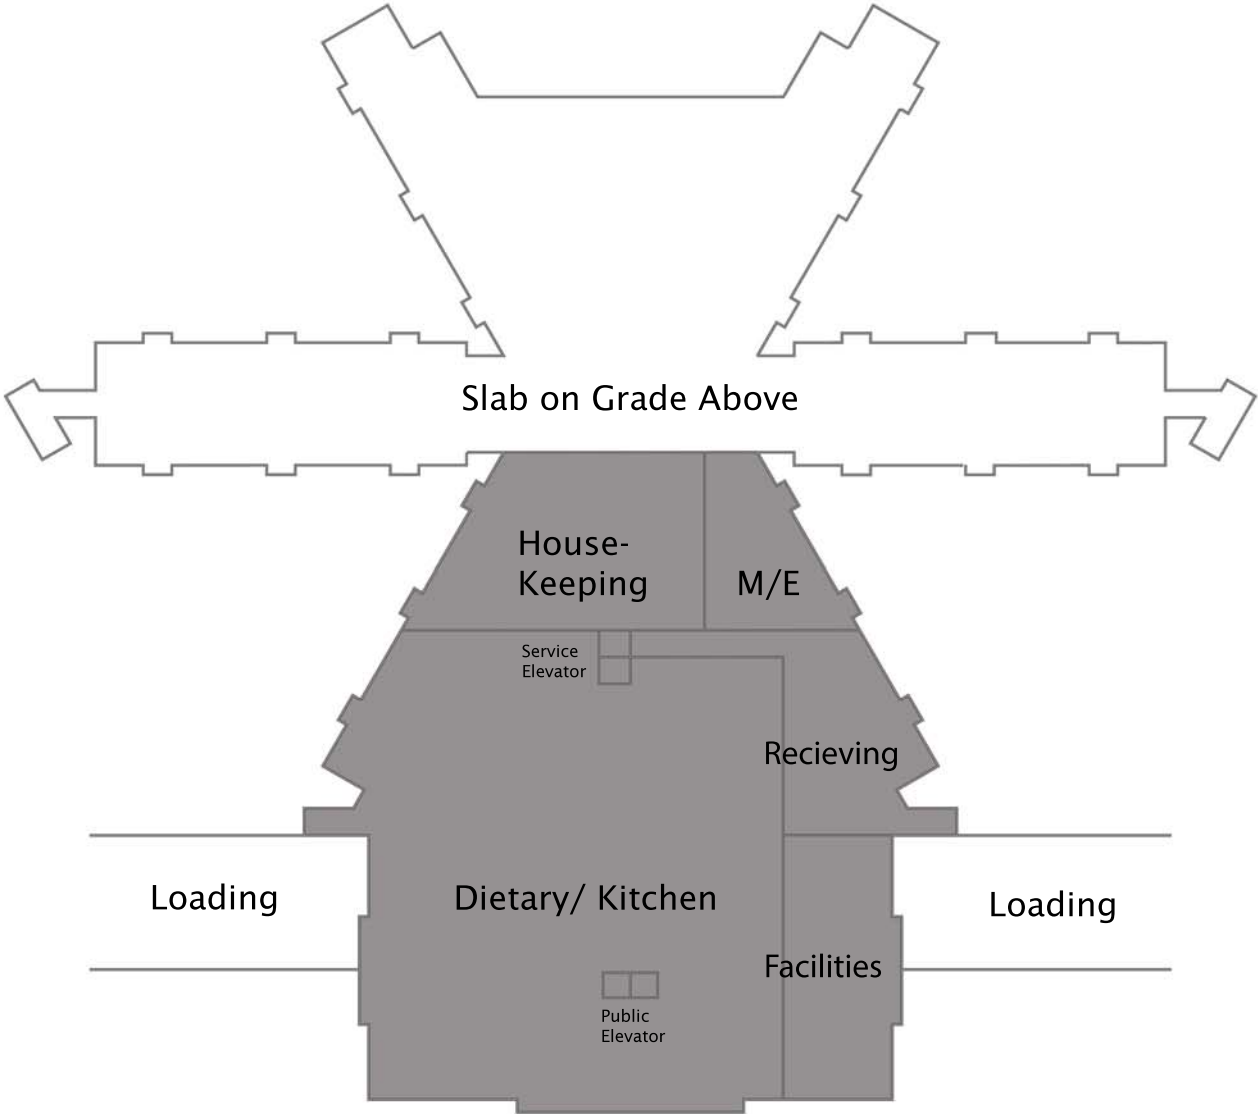 Slab on Grade Above
House-
Keeping
M/E
Service
Elevator
Recieving
Loading
Dietary/ Kitchen
Loading
Facilities
Public
Elevator